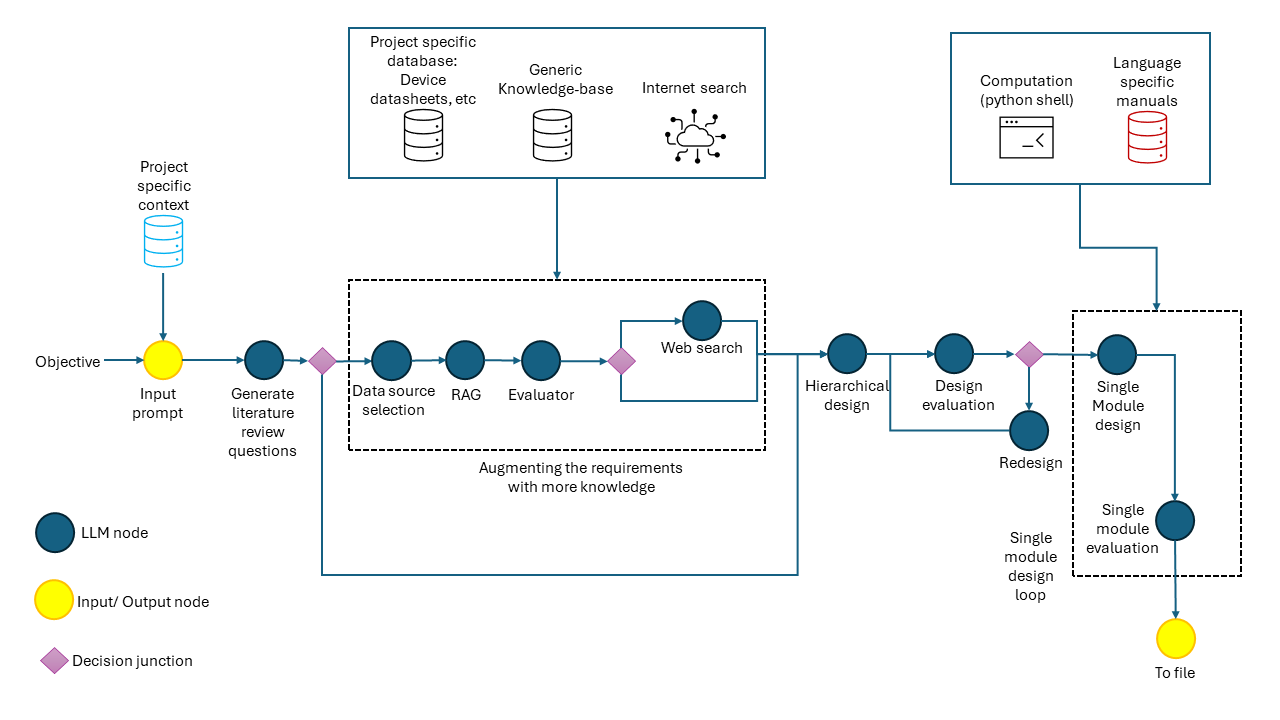 Project specific
database:
Device
datasheets, etc
Generic
Knowledge-base
Internet search
Computation
(python shell)
Language
specific
manuals
Project
specific
context
Objective
Input
prompt
Generate
literature
review
questions
Data source
selection
RAG
Evaluator
Web search
Augmenting the requirements
with more knowledge
Hierarchical
design
Design
evaluation
Redesign
Single
Module
design
Single
module
evaluation
Single
module
design
loop
To file
LLM node
Input/ Output node
Decision junction